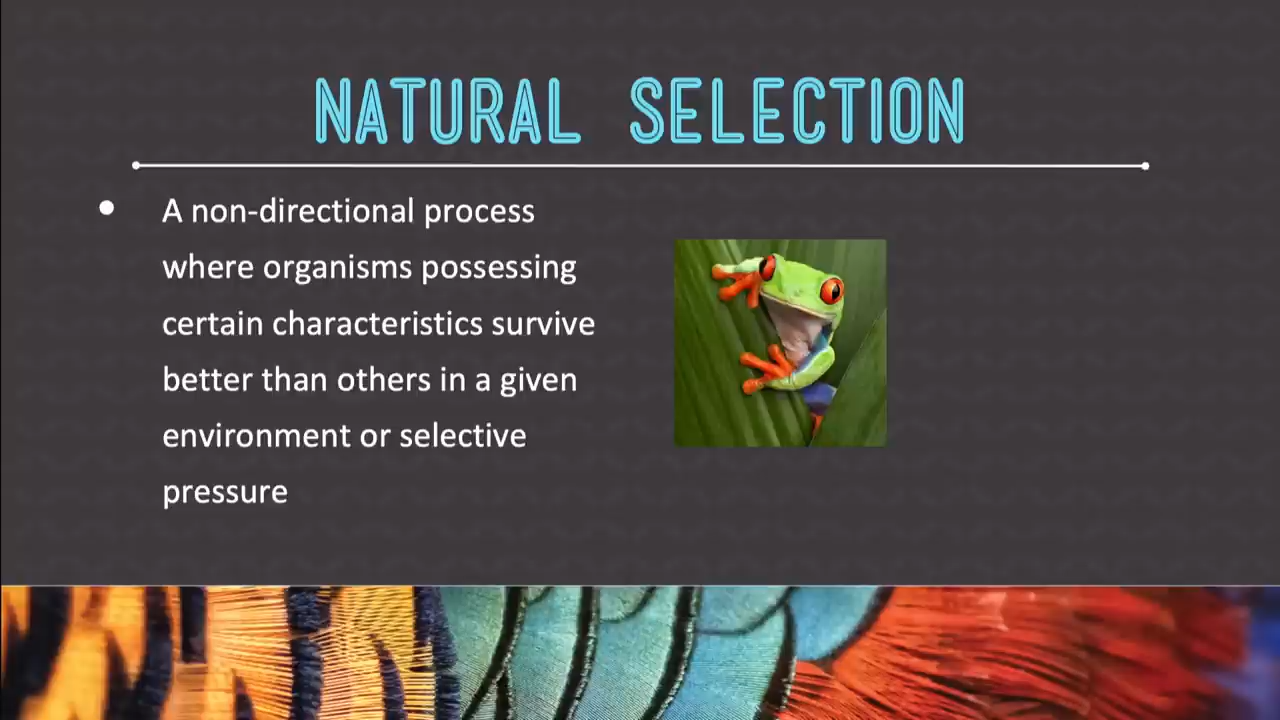 NATURAL SELECTION
A non-directional process
where organisms possessing
certain characteristics survive
better than others in a given
environment or selective
pressure